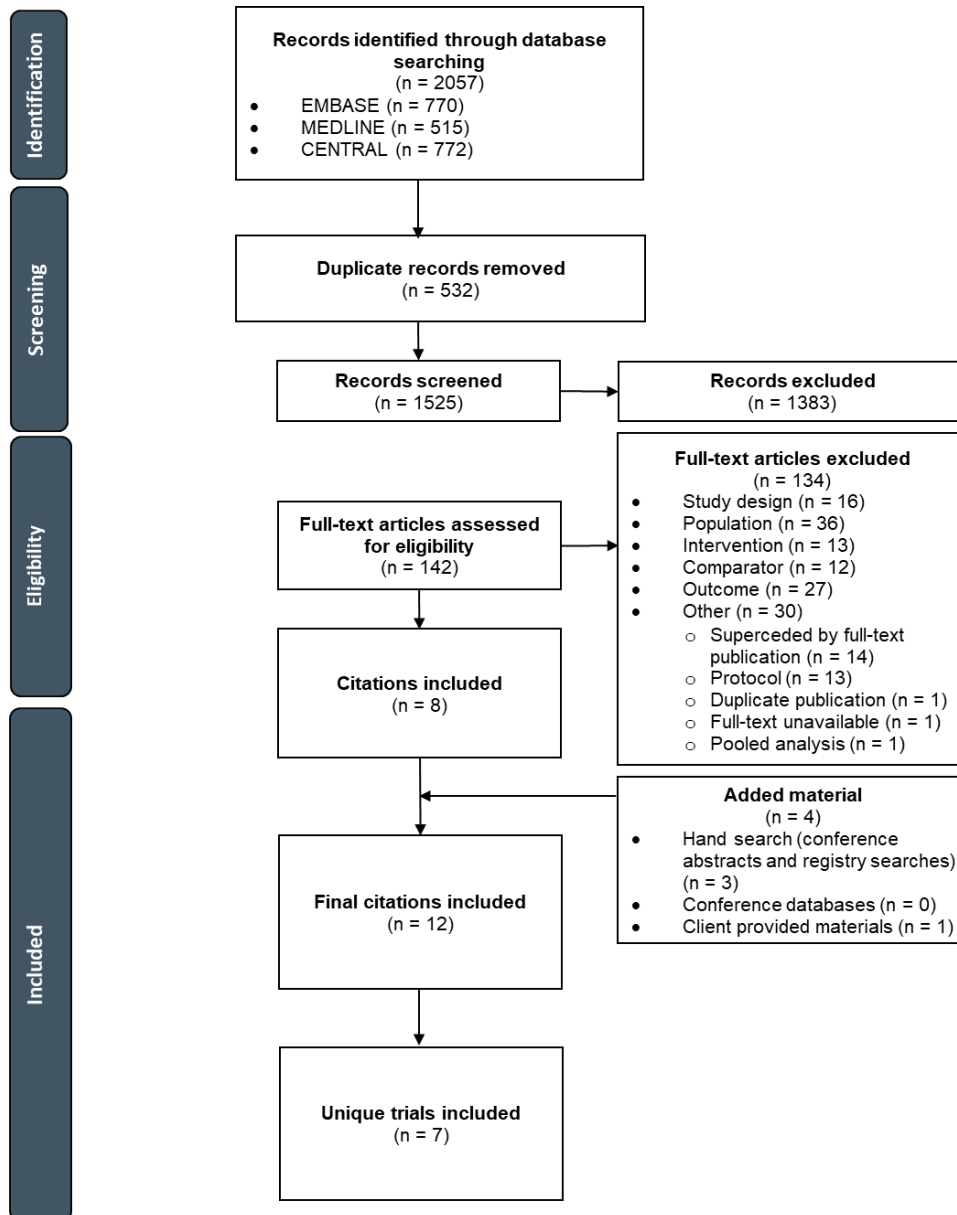 Identification
Records identified through database
searching
(n = 2057)
• EMBASE (n = 770)
• MEDLINE (n = 515)
• CENTRAL (n = 772)
Screening
Duplicate records removed
(n = 532)
Records screened
(n = 1525)
Records excluded
(n = 1383)
Eligibility
Full-text articles assessed
for eligibility
(n = 142)
Full-text articles excluded
(n = 134)
• Study design (n = 16)
• Population (n = 36)
• Intervention (n = 13)
• Comparator (n = 12)
• Outcome (n = 27)
• Other (n = 30)
o Superceded by full-text
publication (n = 14)
o Protocol (n = 13)
o Duplicate publication (n = 1)
o Full-text unavailable (n = 1)
o Pooled analysis (n = 1)
Citations included
(n = 8)
Included
Added material
(n = 4)
• Hand search (conference
abstracts and registry searches)
(n = 3)
• Conference databases (n = 0)
• Client provided materials (n = 1)
Final citations included
(n = 12)
Unique trials included
(n = 7)